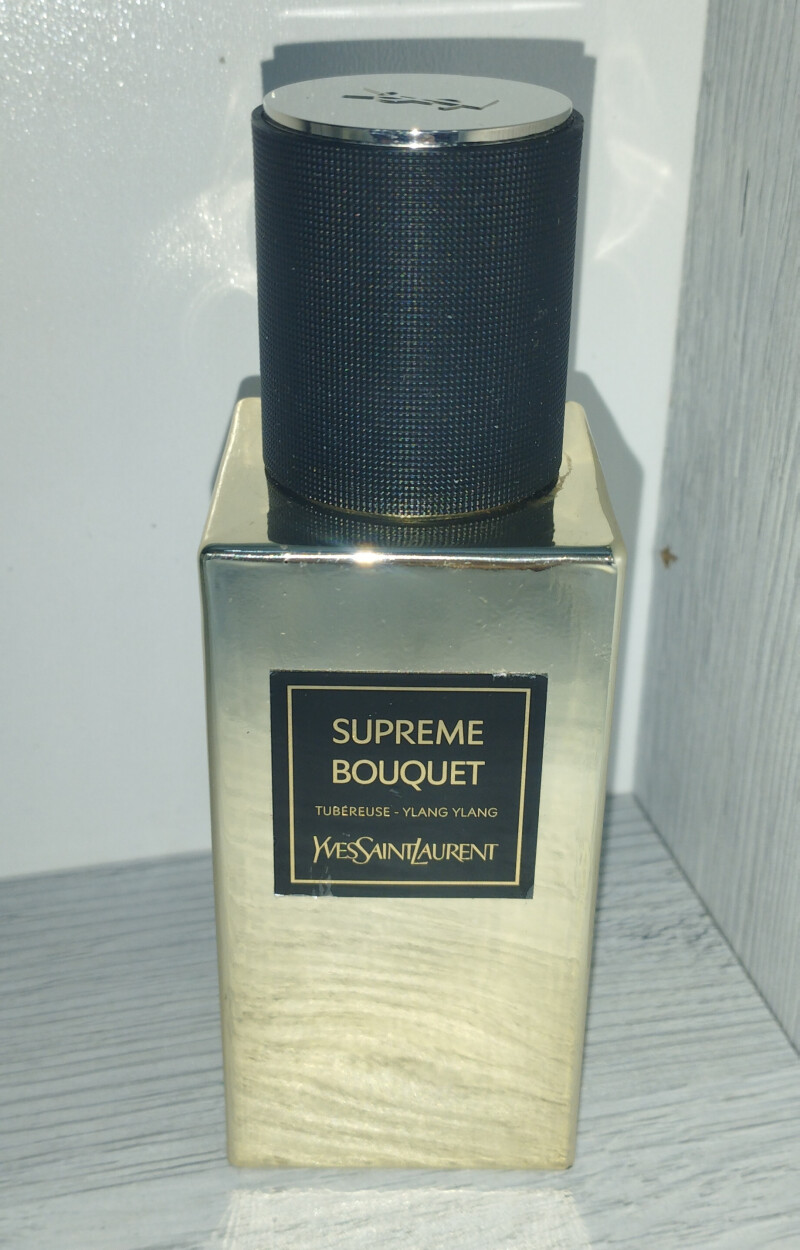 SUPREME
BOUQUET
TUBÉREUSE - YLANG YLANG
YVESSAINTLAURENT